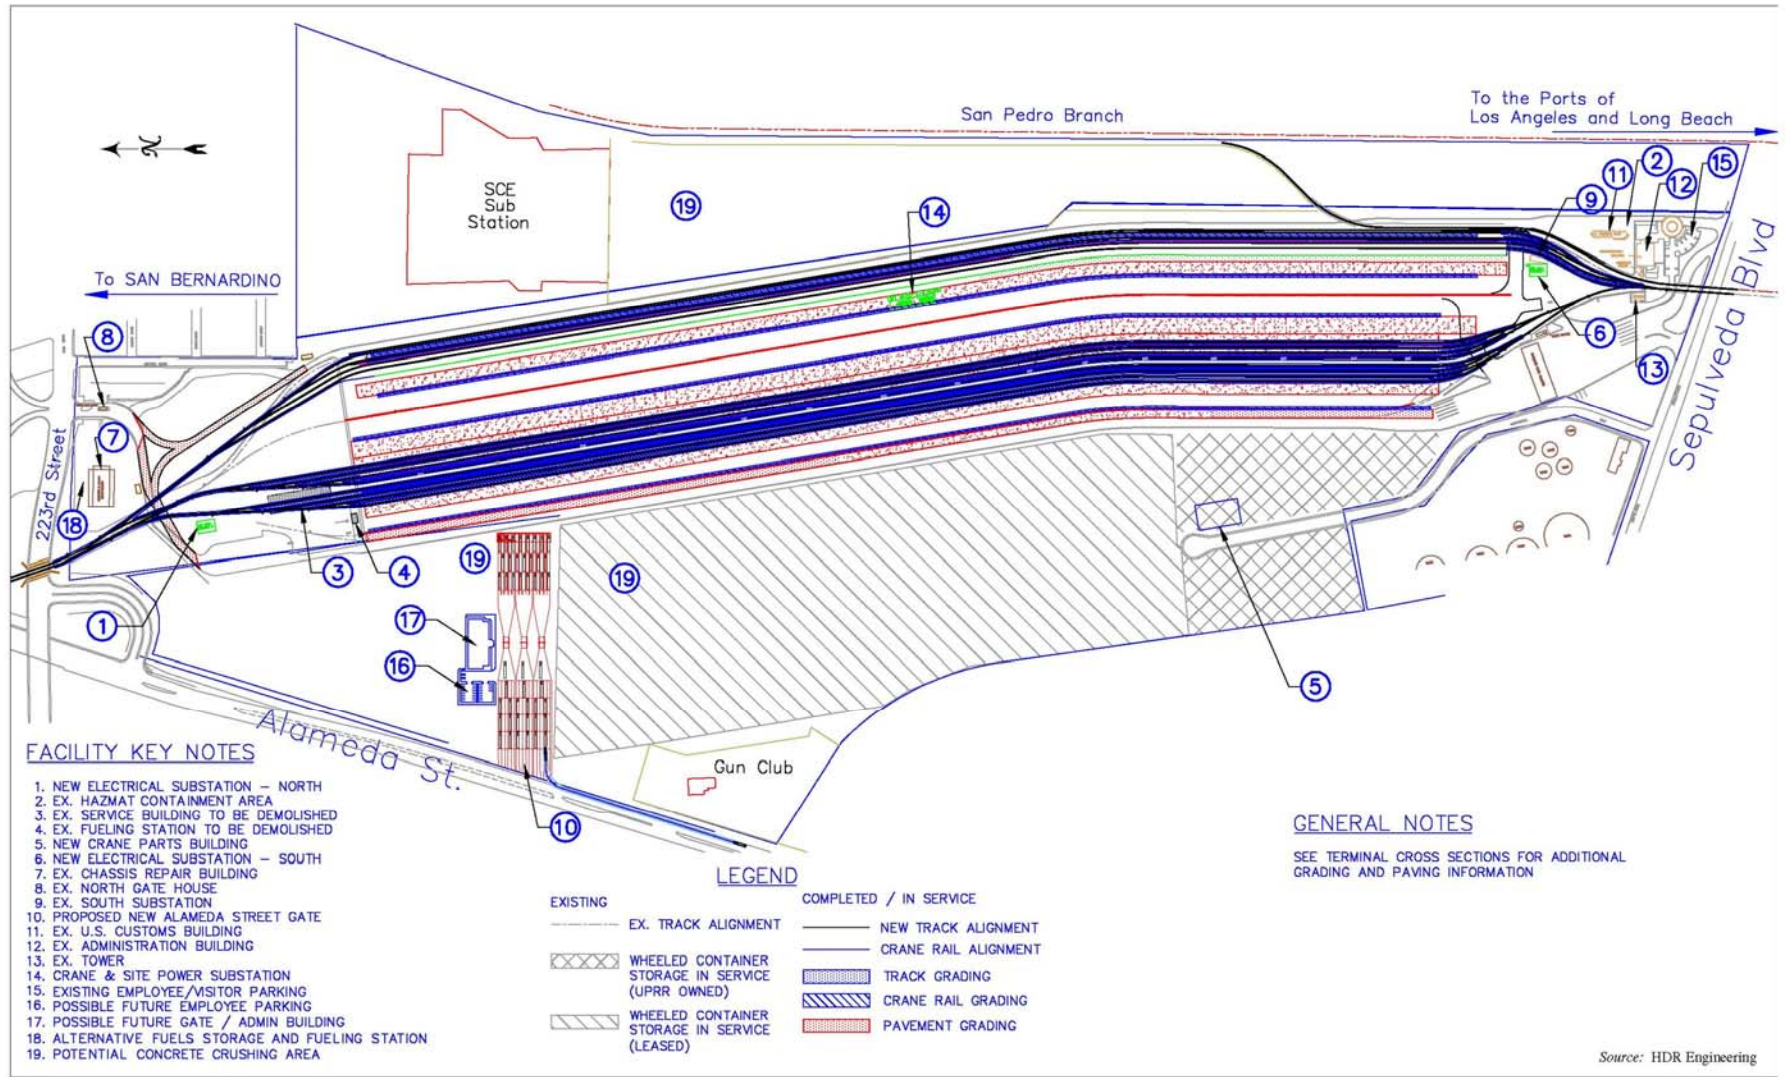 San Pedro Branch
To the Ports of
Los Angeles and Long Beach
N
SCE
Sub
Station
To SAN BERNARDINO
19
14
11
2
15
9
12
8
7
18
223rd Street
6
13
Sepulveda Blvd
1
3
4
19
19
17
16
5
10
Alameda St.
Gun Club
FACILITY KEY NOTES
1. NEW ELECTRICAL SUBSTATION – NORTH
2. EX. HAZMAT CONTAINMENT AREA
3. EX. SERVICE BUILDING TO BE DEMOLISHED
4. EX. FUELING STATION TO BE DEMOLISHED
5. NEW CRANE PARTS BUILDING
6. NEW ELECTRICAL SUBSTATION – SOUTH
7. EX. CHASSIS REPAIR BUILDING
8. EX. NORTH GATE HOUSE
9. EX. SOUTH SUBSTATION
10. PROPOSED NEW ALAMEDA STREET GATE
11. EX. U.S. CUSTOMS BUILDING
12. EX. ADMINISTRATION BUILDING
13. EX. TOWER
14. CRANE & SITE POWER SUBSTATION
15. EXISTING EMPLOYEE/VISITOR PARKING
16. POSSIBLE FUTURE EMPLOYEE PARKING
17. POSSIBLE FUTURE GATE / ADMIN BUILDING
18. ALTERNATIVE FUELS STORAGE AND FUELING STATION
19. POTENTIAL CONCRETE CRUSHING AREA
LEGEND
EXISTING
EX. TRACK ALIGNMENT
WHEELED CONTAINER
STORAGE IN SERVICE
(UPRR OWNED)
WHEELED CONTAINER
STORAGE IN SERVICE
(LEASED)
COMPLETED / IN SERVICE
NEW TRACK ALIGNMENT
CRANE RAIL ALIGNMENT
TRACK GRADING
CRANE RAIL GRADING
PAVEMENT GRADING
GENERAL NOTES
SEE TERMINAL CROSS SECTIONS FOR ADDITIONAL
GRADING AND PAVING INFORMATION
Source: HDR Engineering